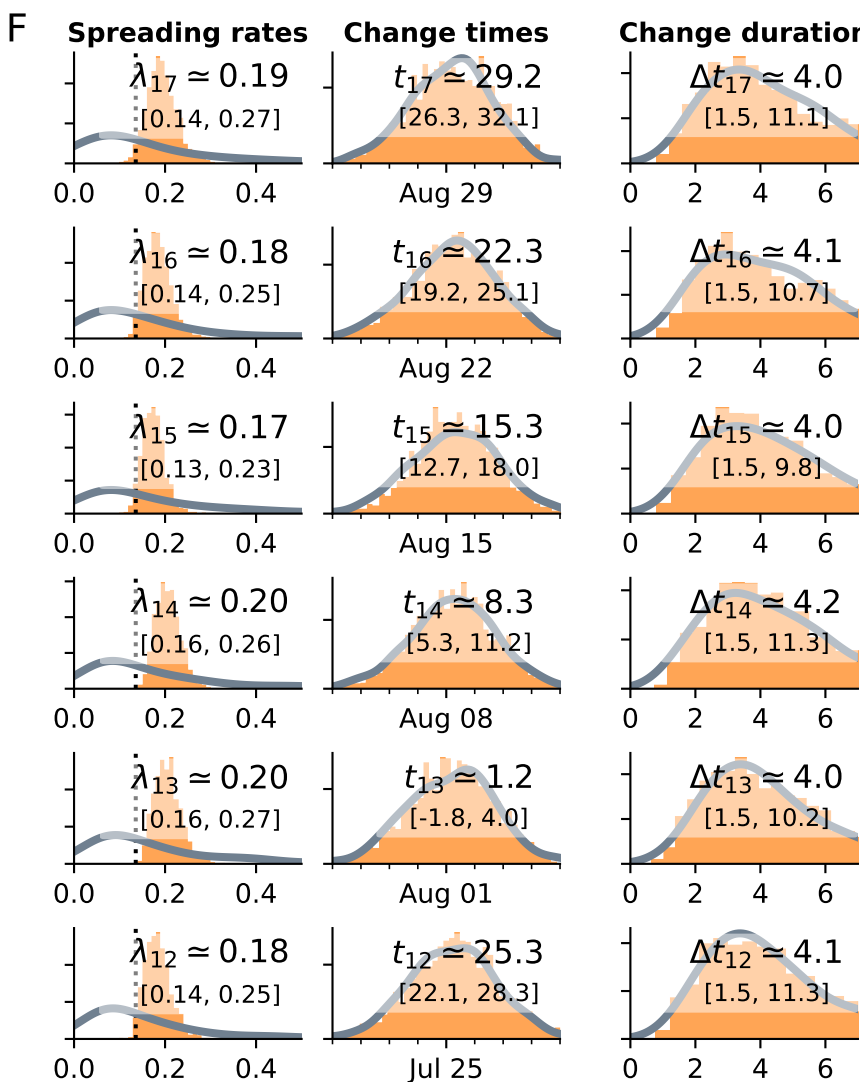 F
Spreading rates Change times Change duration
λ17 ≃ 0.19 t17 ≃ 29.2 Δt17 ≃ 4.0
[0.14, 0.27] [26.3, 32.1] [1.5, 11.1]
0.0 0.2 0.4 Aug 29 0 2 4 6
λ16 ≃ 0.18 t16 ≃ 22.3 Δt16 ≃ 4.1
[0.14, 0.25] [19.2, 25.1] [1.5, 10.7]
0.0 0.2 0.4 Aug 22 0 2 4 6
λ15 ≃ 0.17 t15 ≃ 15.3 Δt15 ≃ 4.0
[0.13, 0.23] [12.7, 18.0] [1.5, 9.8]
0.0 0.2 0.4 Aug 15 0 2 4 6
λ14 ≃ 0.20 t14 ≃ 8.3 Δt14 ≃ 4.2
[0.16, 0.26] [5.3, 11.2] [1.5, 11.3]
0.0 0.2 0.4 Aug 08 0 2 4 6
λ13 ≃ 0.20 t13 ≃ 1.2 Δt13 ≃ 4.0
[0.16, 0.27] [-1.8, 4.0] [1.5, 10.2]
0.0 0.2 0.4 Aug 01 0 2 4 6
λ12 ≃ 0.18 t12 ≃ 25.3 Δt12 ≃ 4.1
[0.14, 0.25] [22.1, 28.3] [1.5, 11.3]
0.0 0.2 0.4 Jul 25 0 2 4 6